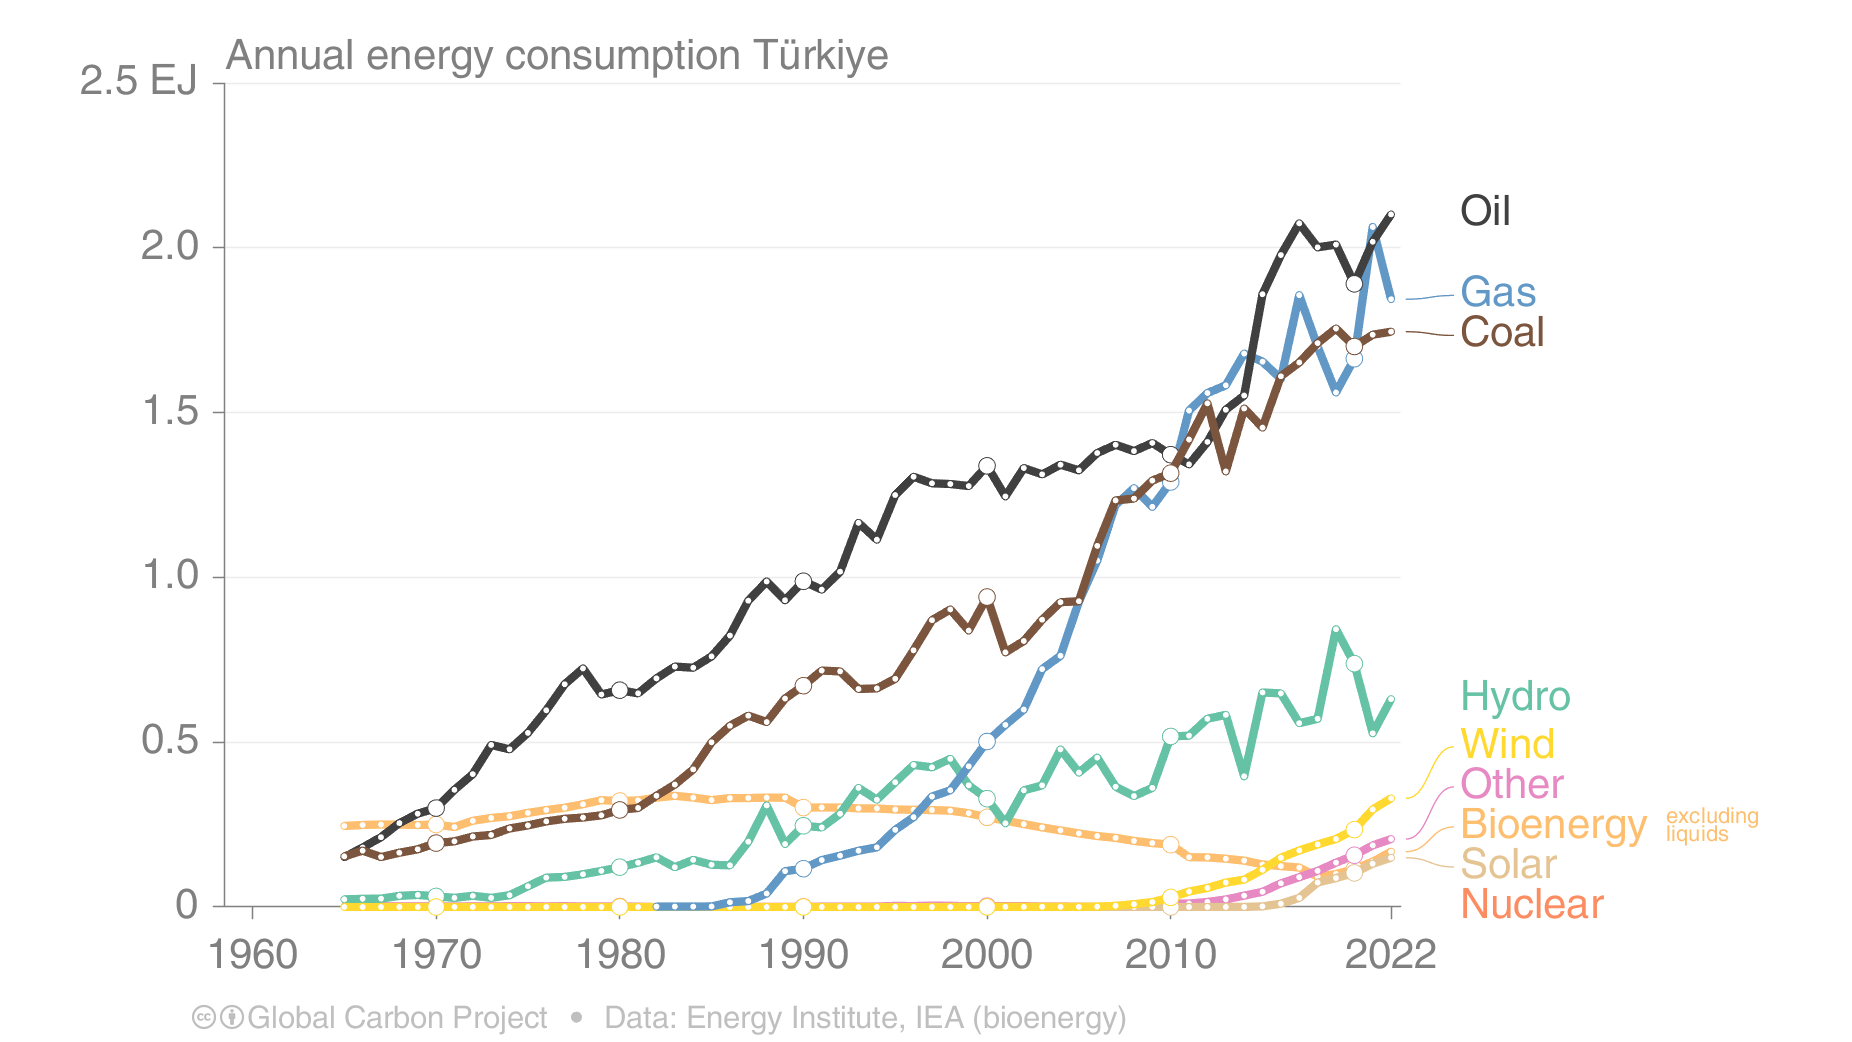 Annual energy consumption Türkiye
2.5 EJ
2.0
1.5
1.0
0.5
0
1960 1970 1980 1990 2000 2010 2022
Oil
Gas
Coal
Hydro
Wind
Other
Bioenergy excluding liquids
Solar
Nuclear
cc Global Carbon Project • Data: Energy Institute, IEA (bioenergy)